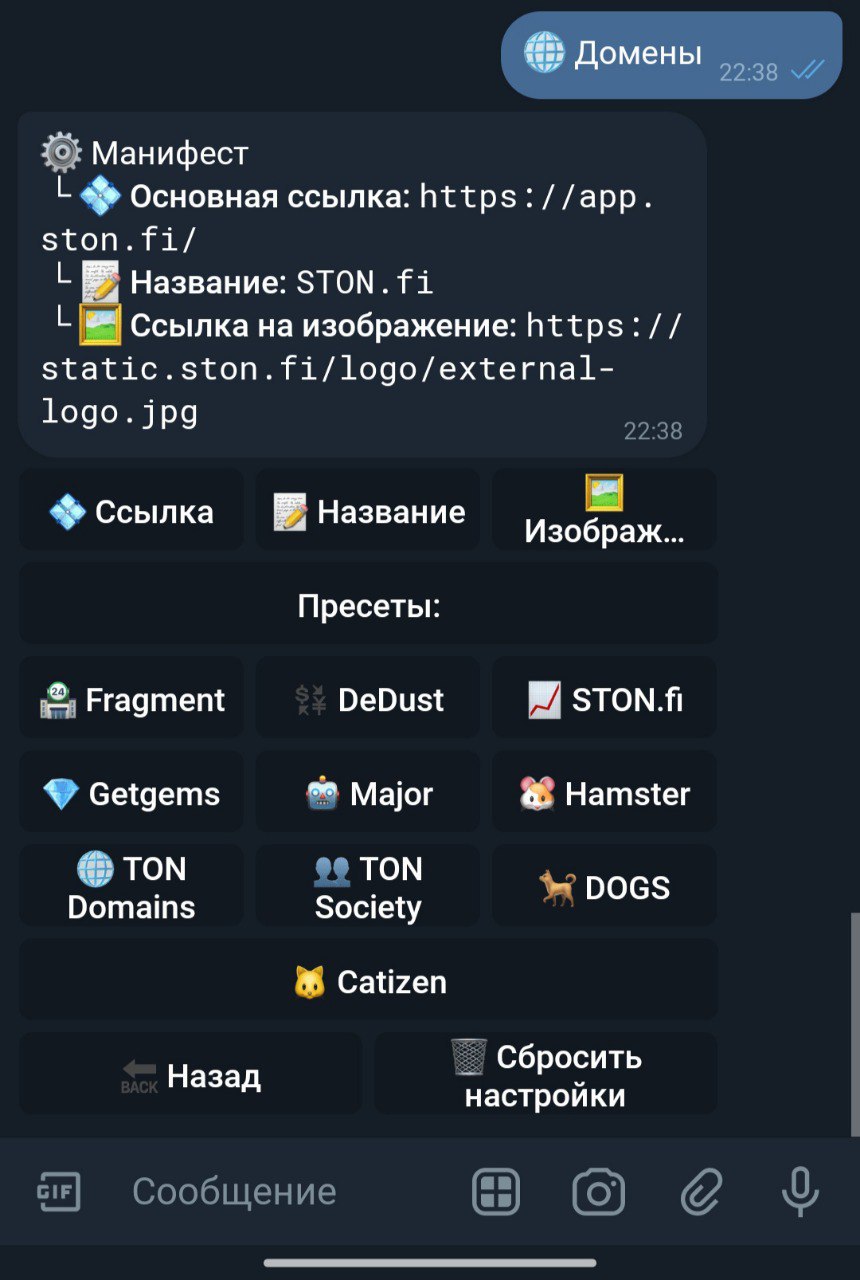 🌐 Домены
22:38
⚙️ Манифест
└ 💠 Основная ссылка: https://app.
ston.fi/
└ 📝 Название: STON.fi
└ 🖼 Ссылка на изображение: https://
static.ston.fi/logo/external-
logo.jpg
22:38
💠 Ссылка
📝 Название
🖼
Изображ...
Пресеты:
🏧 Fragment
💱 DeDust
📈 STON.fi
💎 Getgems
🤖 Major
🐹 Hamster
🌐 TON
Domains
👥 TON
Society
🐕 DOGS
🐱 Catizen
🔙 Назад
🗑 Сбросить
настройки
GIF
Сообщение